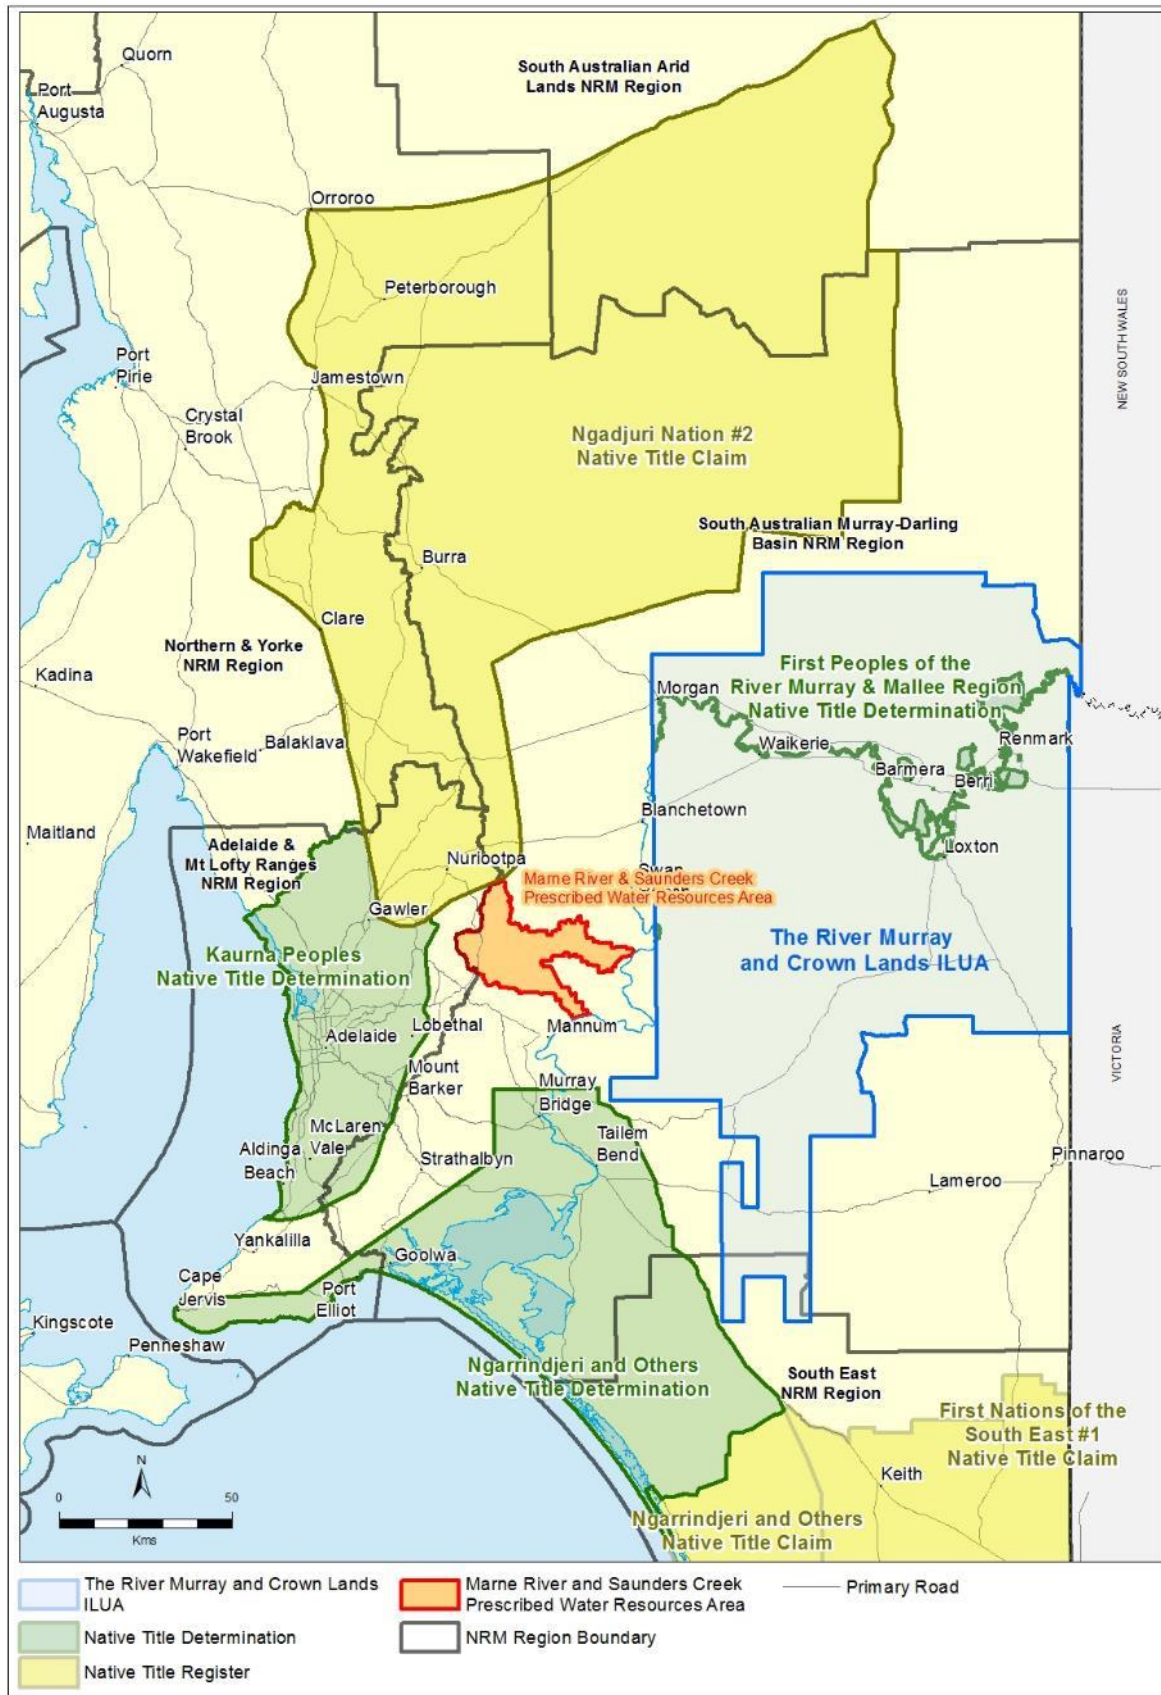 Quorn
South Australian Arid
Lands NRM Region
Port
Augusta
Orroroo
Peterborough
NEW SOUTH WALES
Port
Pirie
Jamestown
Crystal
Brook
Ngadjuri Nation #2
Native Title Claim
South Australian Murray-Darling
Basin NRM Region
Burra
Clare
Northern & Yorke
NRM Region
Kadina
First Peoples of the
River Murray & Mallee Region
Native Title Determination
Morgan
Port
Wakefield
Balaklava
Waikerie
Renmark
Barmera
Berri
Blanchetown
Maitland
Adelaide &
Mt Lofty Ranges
NRM Region
Nuriootpa
Loxton
Swan
Marne River & Saunders Creek
Prescribed Water Resources Area
Gawler
Kaurna Peoples
Native Title Determination
The River Murray
and Crown Lands ILUA
Adelaide
Lobethal
Mannum
Mount
Barker
Murray
Bridge
VICTORIA
McLaren
Vale
Aldinga
Beach
Tailem
Bend
Strathalbyn
Pinnaroo
Lameroo
Yankalilla
Goolwa
Cape
Jervis
Port
Elliot
Kingscote
Penneshaw
Ngarrindjeri and Others
Native Title Determination
South East
NRM Region
First Nations of the
South East #1
Native Title Claim
Keith
N
0 50
Kms
Ngarrindjeri and Others
Native Title Claim
The River Murray and Crown Lands
ILUA
Marne River and Saunders Creek
Prescribed Water Resources Area
Primary Road
Native Title Determination
NRM Region Boundary
Native Title Register